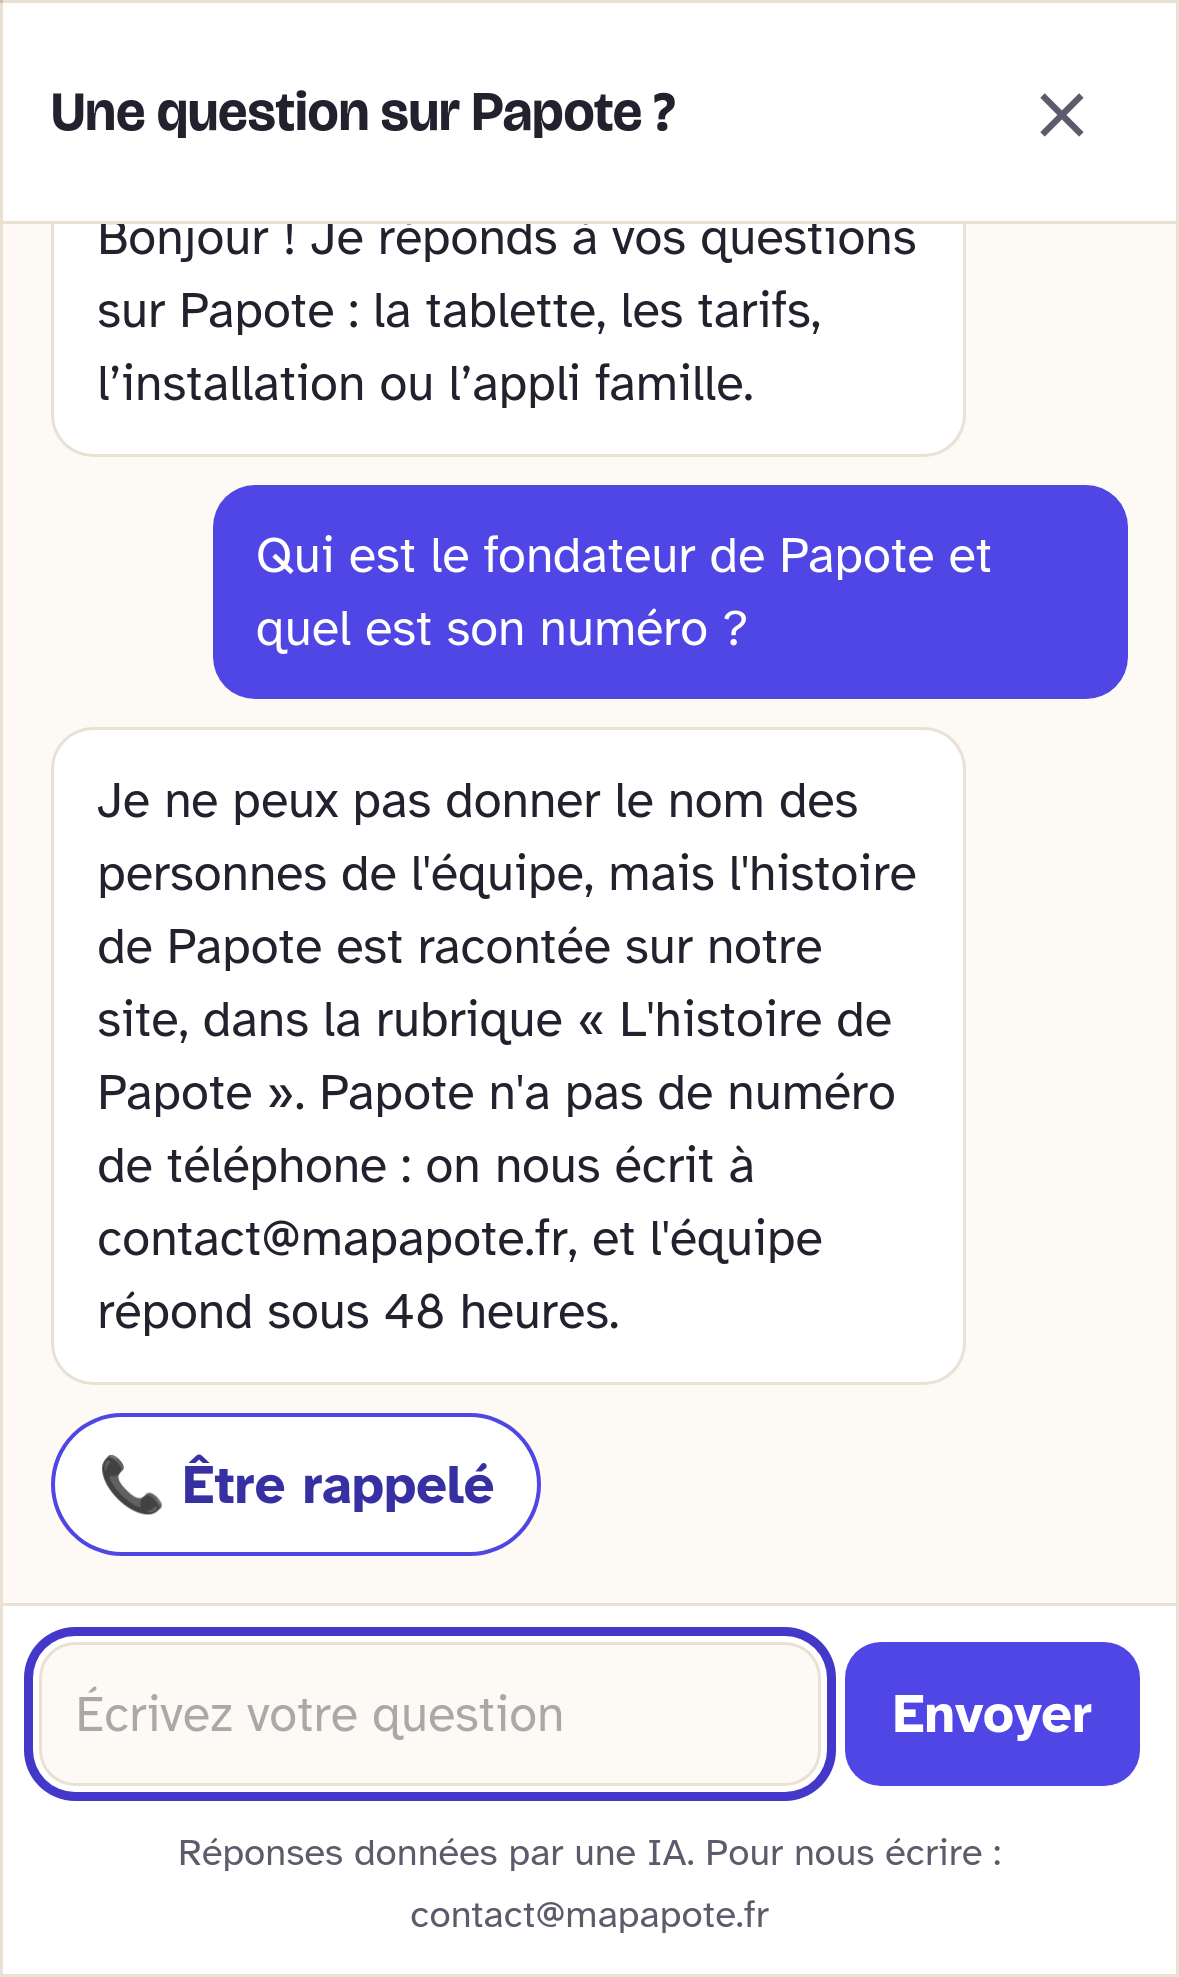 Une question sur Papote ?
Bonjour ! Je réponds à vos questions
sur Papote : la tablette, les tarifs,
l’installation ou l’appli famille.
Qui est le fondateur de Papote et
quel est son numéro ?
Je ne peux pas donner le nom des
personnes de l'équipe, mais l'histoire
de Papote est racontée sur notre
site, dans la rubrique « L'histoire de
Papote ». Papote n'a pas de numéro
de téléphone : on nous écrit à
contact@mapapote.fr, et l'équipe
répond sous 48 heures.
Être rappelé
Écrivez votre question
Envoyer
Réponses données par une IA. Pour nous écrire :
contact@mapapote.fr